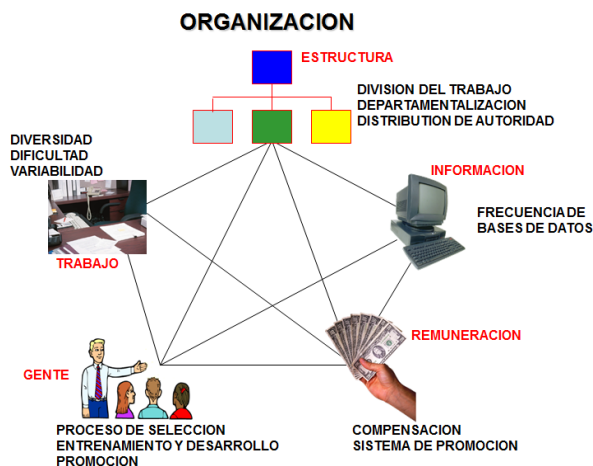 ORGANIZACION
ESTRUCTURA
DIVISION DEL TRABAJO
DEPARTAMENTALIZACION
DISTRIBUTION DE AUTORIDAD
DIVERSIDAD
DIFICULTAD
VARIABILIDAD
INFORMACION
FRECUENCIA DE
BASES DE DATOS
TRABAJO
REMUNERACION
GENTE
PROCESO DE SELECCION
ENTRENAMIENTO Y DESARROLLO
PROMOCION
COMPENSACION
SISTEMA DE PROMOCION